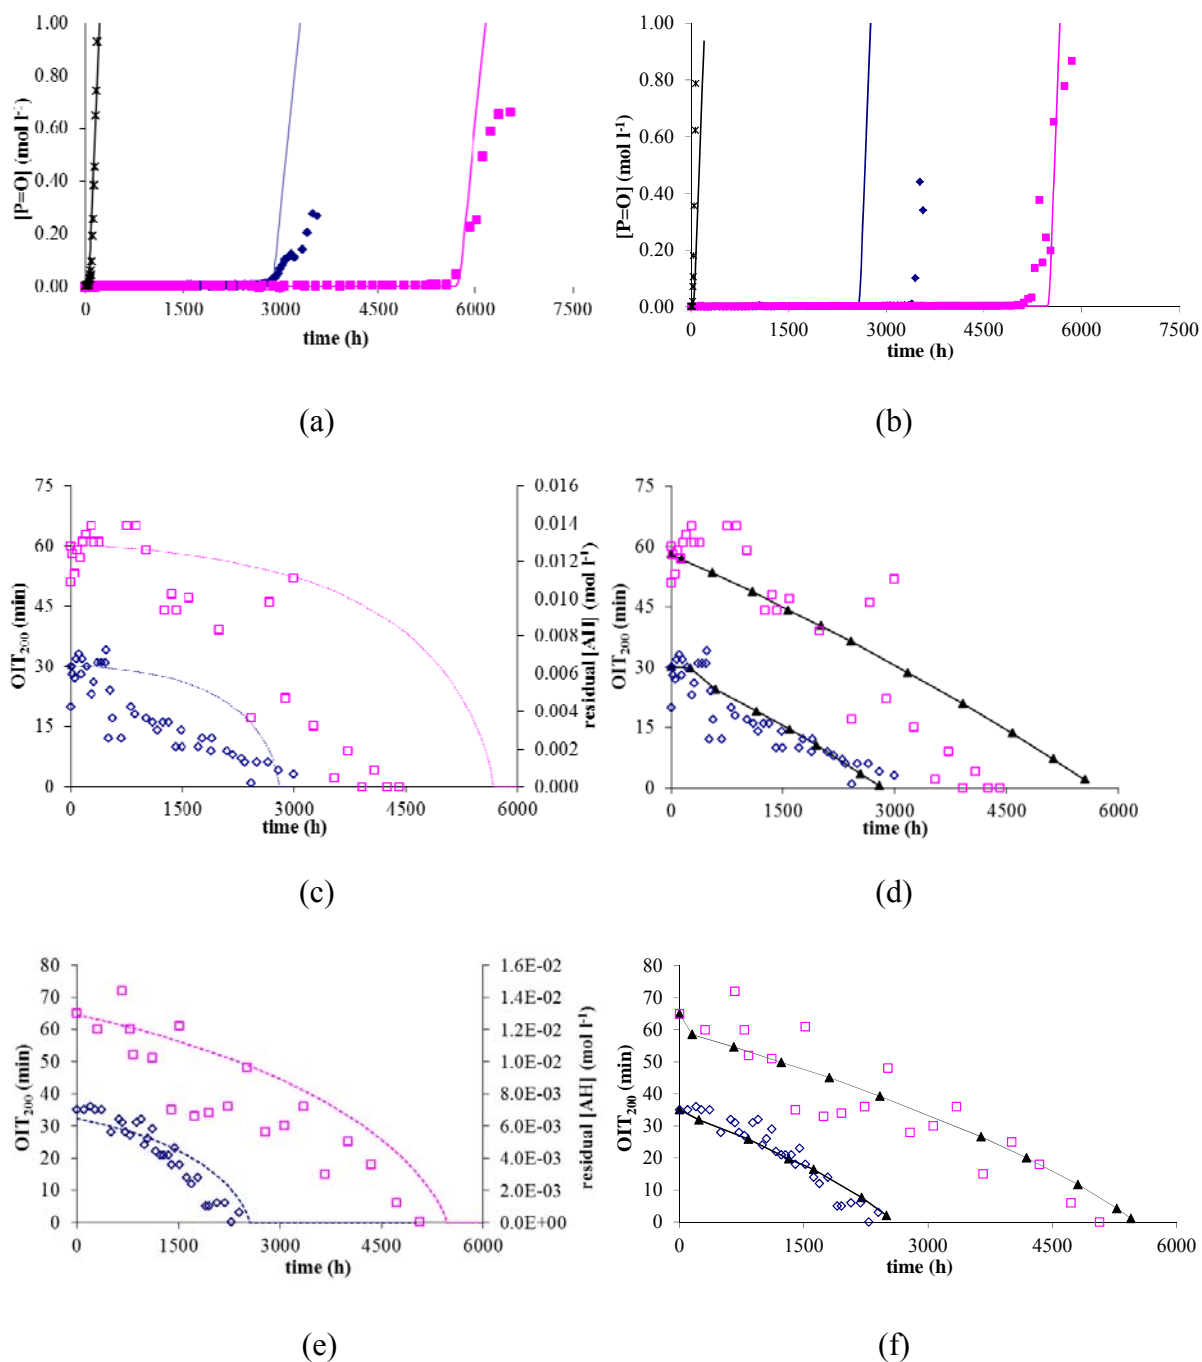 1.00
0.80
0.60
0.40
0.20
0.00
[P=O] (mol l⁻¹)
0 1500 3000 4500 6000 7500
time (h)
(a)
1.00
0.80
0.60
0.40
0.20
0.00
[P=O] (mol l⁻¹)
0 1500 3000 4500 6000 7500
time (h)
(b)
75
60
45
30
15
0
OIT₂₀₀ (min)
0.016
0.014
0.012
0.010
0.008
0.006
0.004
0.002
0.000
residual [AH] (mol l⁻¹)
0 1500 3000 4500 6000
time (h)
(c)
75
60
45
30
15
0
OIT₂₀₀ (min)
0 1500 3000 4500 6000
time (h)
(d)
80
70
60
50
40
30
20
10
0
OIT₂₀₀ (min)
1.6E-02
1.4E-02
1.2E-02
1.0E-02
8.0E-03
6.0E-03
4.0E-03
2.0E-03
0.0E+00
residual [AH] (mol l⁻¹)
0 1500 3000 4500 6000
time (h)
(e)
80
70
60
50
40
30
20
10
0
OIT₂₀₀ (min)
0 1500 3000 4500 6000
time (h)
(f)